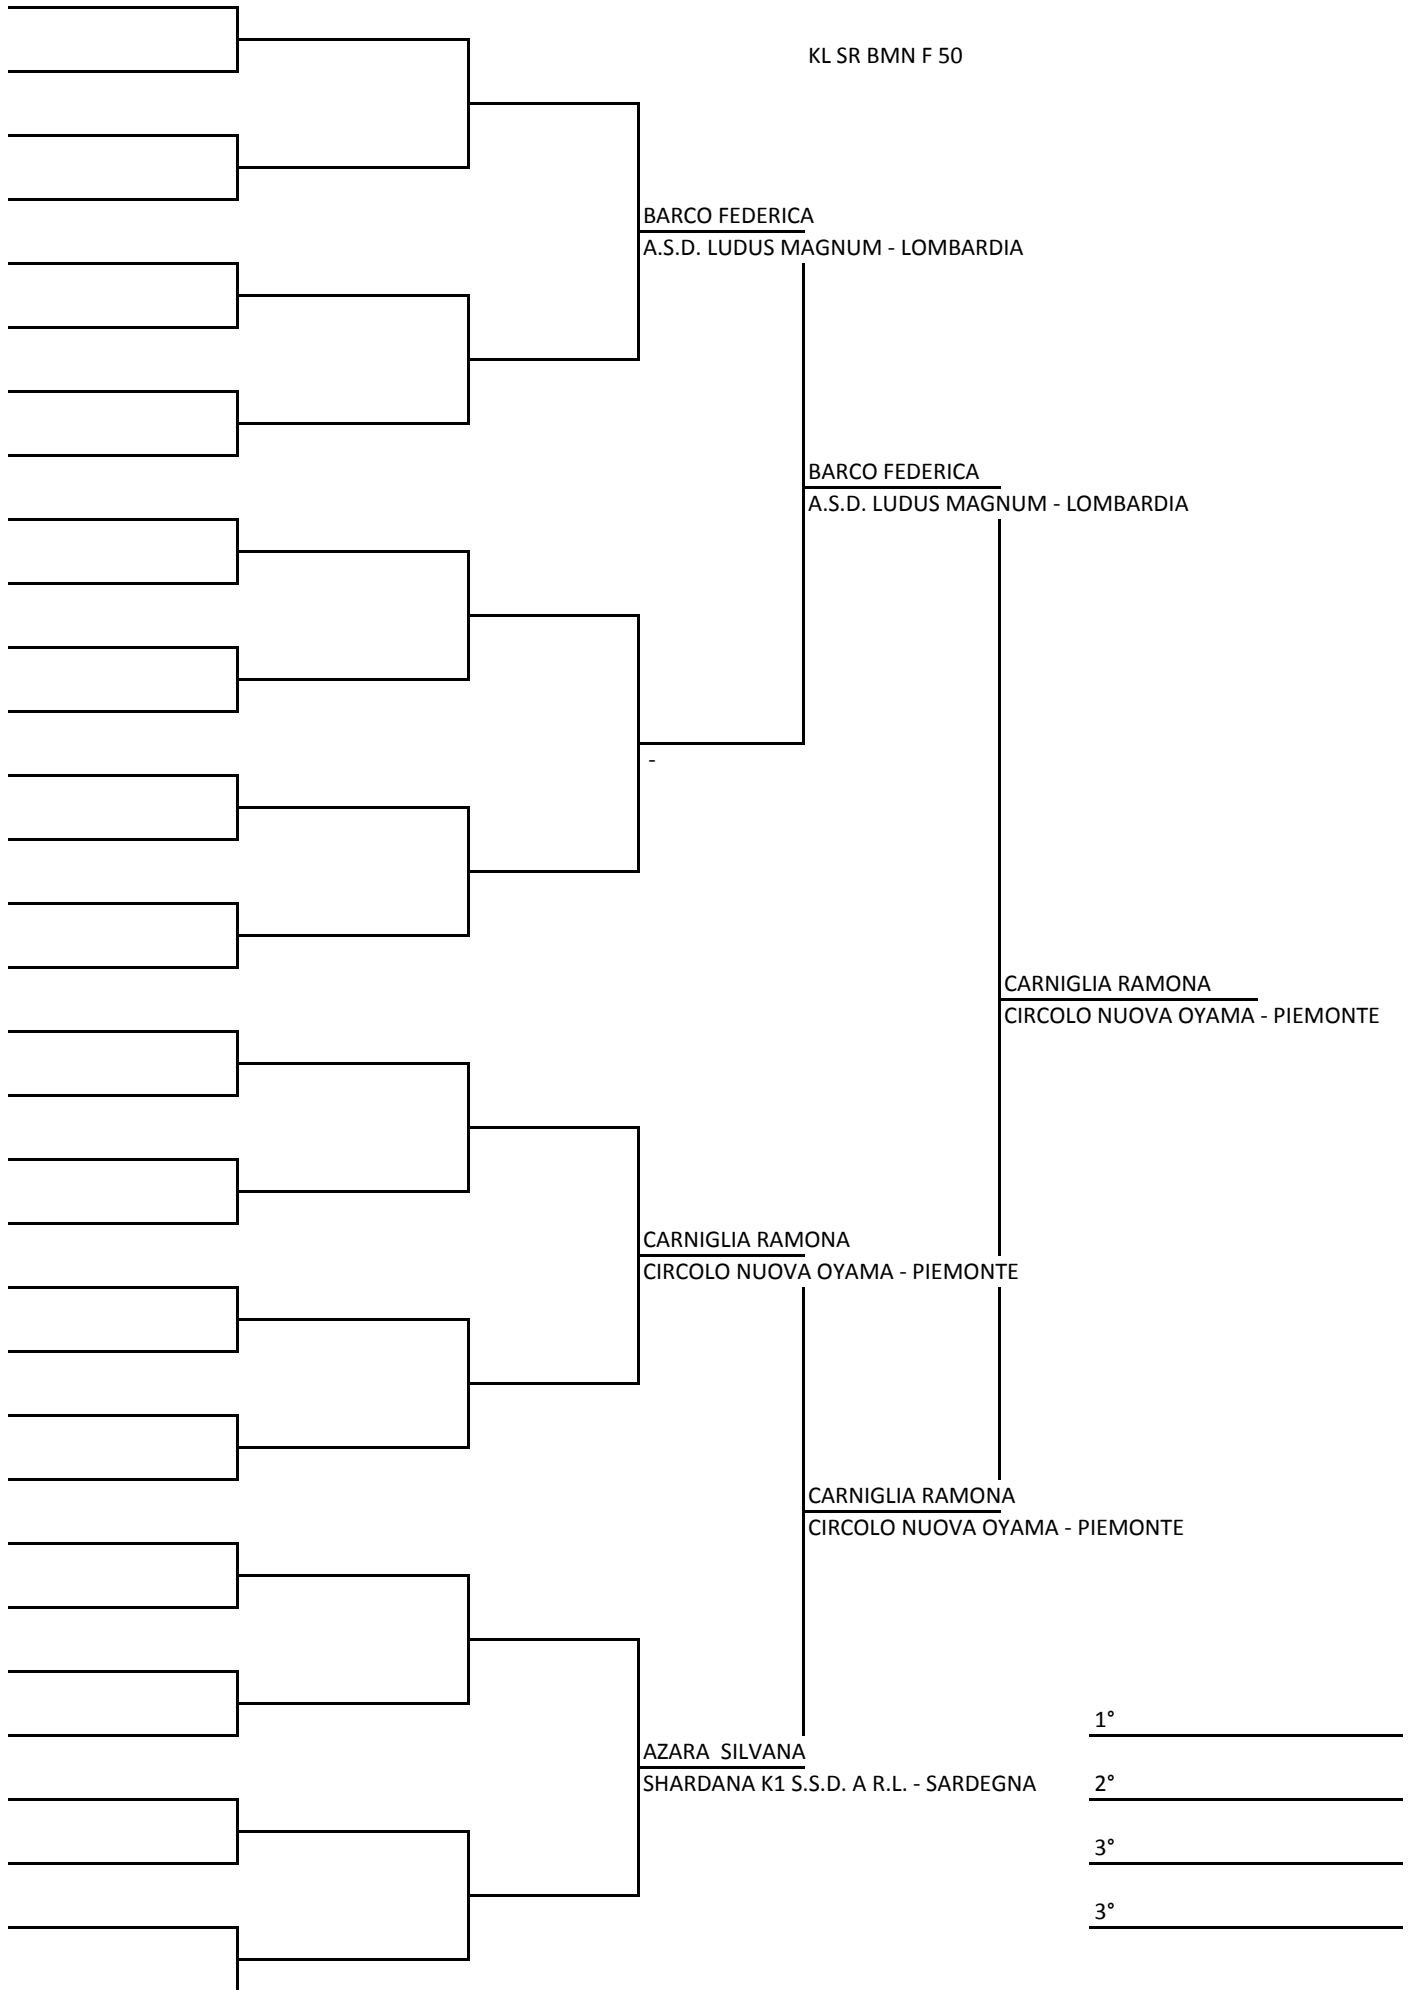 KL SR BMN F 50
BARCO FEDERICA
A.S.D. LUDUS MAGNUM - LOMBARDIA
BARCO FEDERICA
A.S.D. LUDUS MAGNUM - LOMBARDIA
-
CARNIGLIA RAMONA
CIRCOLO NUOVA OYAMA - PIEMONTE
CARNIGLIA RAMONA
CIRCOLO NUOVA OYAMA - PIEMONTE
CARNIGLIA RAMONA
CIRCOLO NUOVA OYAMA - PIEMONTE
1°
AZARA  SILVANA
SHARDANA K1 S.S.D. A R.L. - SARDEGNA
2°
3°
3°